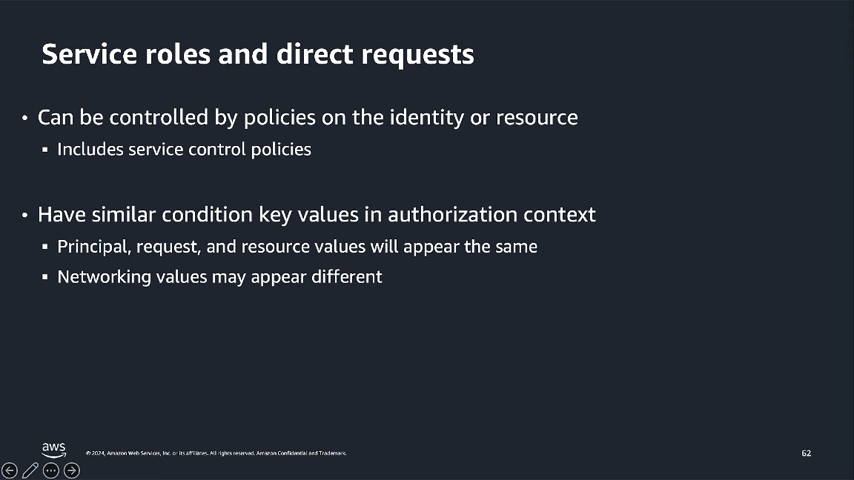 Service roles and direct requests
• Can be controlled by policies on the identity or resource
▪ Includes service control policies
• Have similar condition key values in authorization context
▪ Principal, request, and resource values will appear the same
▪ Networking values may appear different
aws
© 2024, Amazon Web Services, Inc. or its affiliates. All rights reserved. Amazon Confidential and Trademark.
62